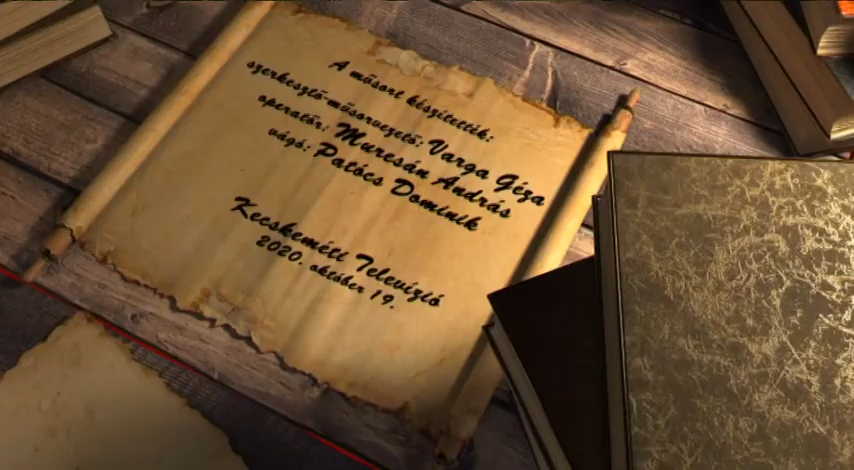 A műsort készítették:
szerkesztő-műsorvezető: Varga Géza
operatőr: Muresán András
vágó: Patócs Dominik
Kecskeméti Televízió
2020. október 19.